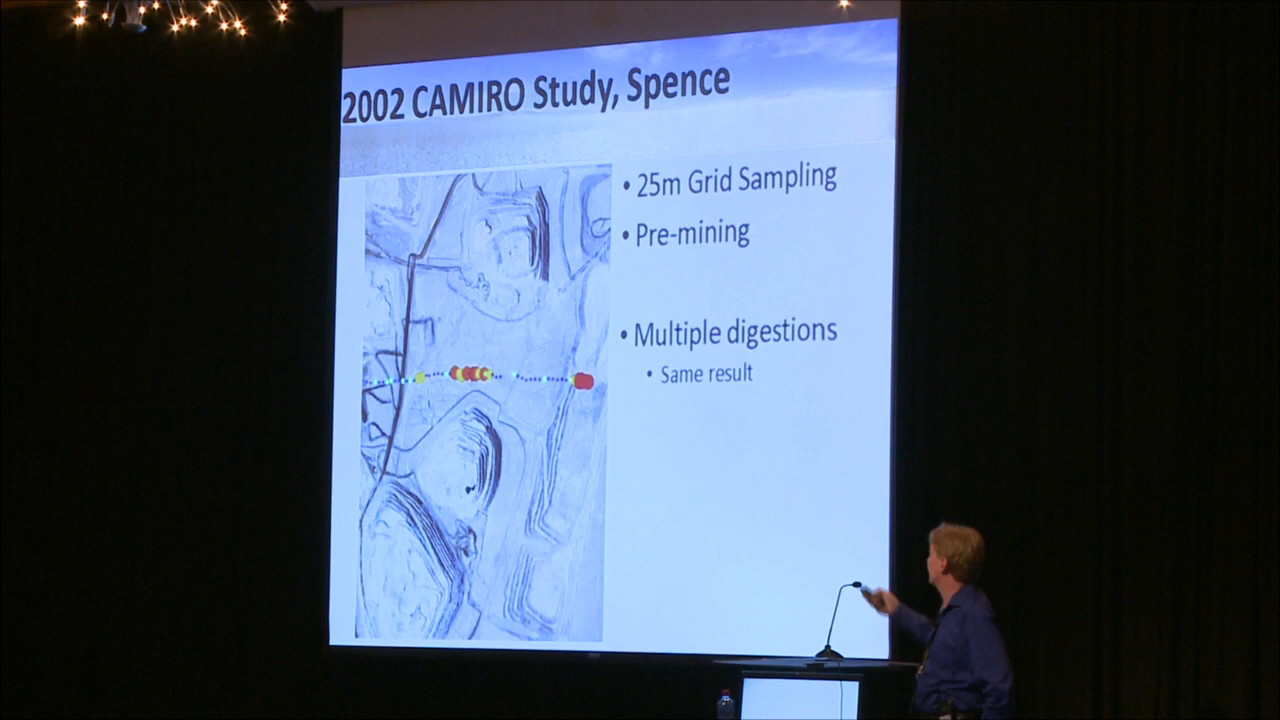 2002 CAMIRO Study, Spence
• 25m Grid Sampling
• Pre-mining
• Multiple digestions
• Same result